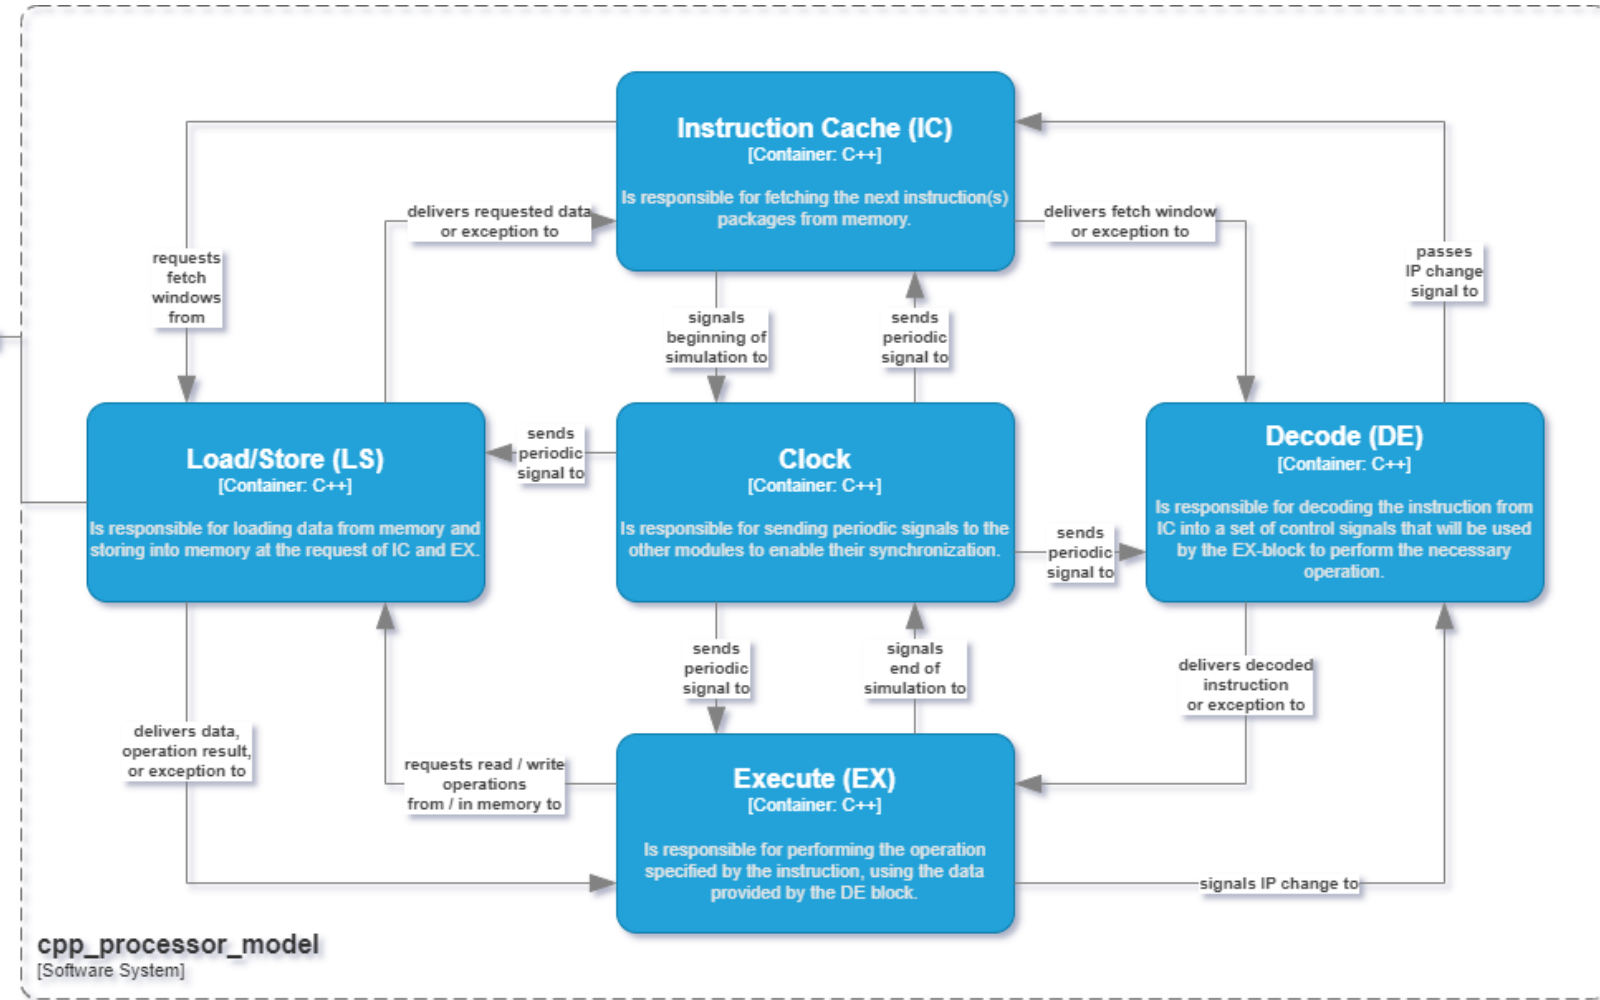 Instruction Cache (IC)
[Container: C++]
Is responsible for fetching the next instruction(s)
packages from memory.
delivers requested data
or exception to
delivers fetch window
or exception to
requests
fetch
windows
from
passes
IP change
signal to
signals
beginning of
simulation to
sends
periodic
signal to
Load/Store (LS)
[Container: C++]
Is responsible for loading data from memory and
storing into memory at the request of IC and EX.
sends
periodic
signal to
Clock
[Container: C++]
Is responsible for sending periodic signals to the
other modules to enable their synchronization.
sends
periodic
signal to
Decode (DE)
[Container: C++]
Is responsible for decoding the instruction from
IC into a set of control signals that will be used
by the EX-block to perform the necessary
operation.
sends
periodic
signal to
signals
end of
simulation to
delivers decoded
instruction
or exception to
delivers data,
operation result,
or exception to
requests read / write
operations
from / in memory to
Execute (EX)
[Container: C++]
Is responsible for performing the operation
specified by the instruction, using the data
provided by the DE block.
signals IP change to
cpp_processor_model
[Software System]